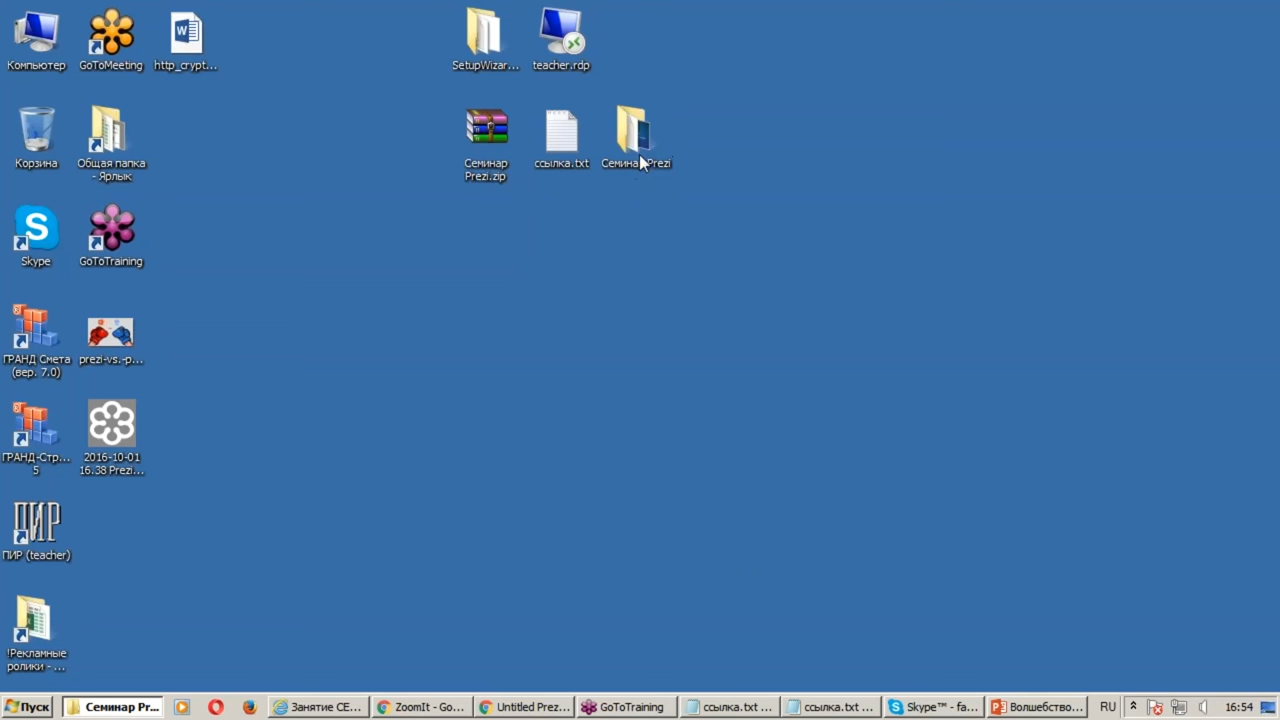 Компьютер
GoToMeeting
http_crypt...
SetupWizar...
teacher.rdp
Корзина
Общая папка
- Ярлык
Семинар
Prezi.zip
ссылка.txt
Семинар Prezi
Skype
GoToTraining
ГРАНД Смета
(вер. 7.0)
prezi-vs.-p...
ГРАНД-Стр...
5
2016-10-01
16.38 Prezi...
ПИР
ПИР (teacher)
!Рекламные
ролики - ...
Пуск
Семинар Pr...
Занятие CE...
ZoomIt - Go...
Untitled Prez...
GoToTraining
ссылка.txt ...
ссылка.txt ...
Skype™ - fa...
Волшебство...
RU
16:54